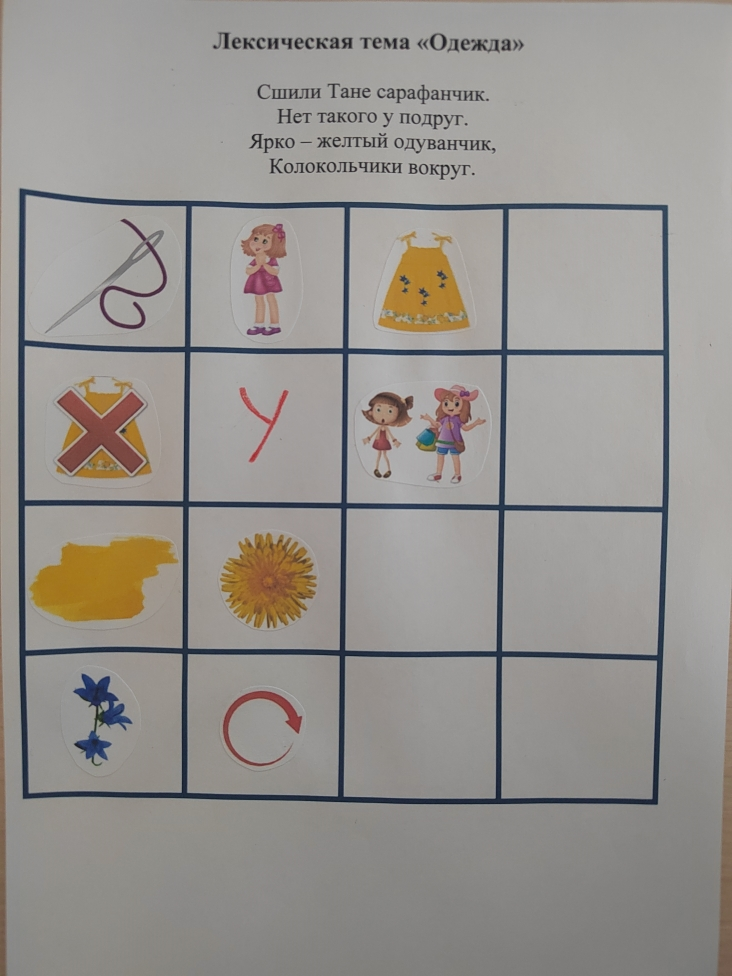 Лексическая тема «Одежда»
Сшили Тане сарафанчик.
Нет такого у подруг.
Ярко – желтый одуванчик,
Колокольчики вокруг.
У